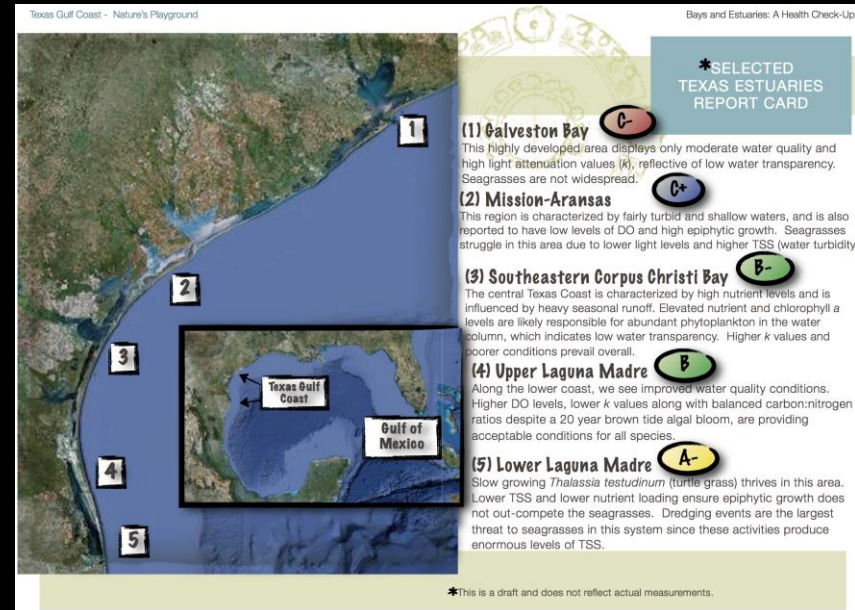 Texas Gulf Coast - Nature's Playground
Bays and Estuaries: A Health Check-Up
*SELECTED
TEXAS ESTUARIES
REPORT CARD
(1) Galveston Bay C-
This highly developed area displays only moderate water quality and
high light attenuation values (k), reflective of low water transparency.
Seagrasses are not widespread.
(2) Mission-Aransas C+
This region is characterized by fairly turbid and shallow waters, and is also
reported to have low levels of DO and high epiphytic growth. Seagrasses
struggle in this area due to lower light levels and higher TSS (water turbidity
(3) Southeastern Corpus Christi Bay B-
The central Texas Coast is characterized by high nutrient levels and is
influenced by heavy seasonal runoff. Elevated nutrient and chlorophyll a
levels are likely responsible for abundant phytoplankton in the water
column, which indicates low water transparency. Higher k values and
poorer conditions prevail overall.
(4) Upper Laguna Madre B
Along the lower coast, we see improved water quality conditions.
Higher DO levels, lower k values along with balanced carbon:nitrogen
ratios despite a 20 year brown tide algal bloom, are providing
acceptable conditions for all species.
(5) Lower Laguna Madre A-
Slow growing Thalassia testudinum (turtle grass) thrives in this area.
Lower TSS and lower nutrient loading ensure epiphytic growth does
not out-compete the seagrasses. Dredging events are the largest
threat to seagrasses in this system since these activities produce
enormous levels of TSS.
1
2
3
4
5
Texas Gulf
Coast
Gulf of
Mexico
*This is a draft and does not reflect actual measurements.